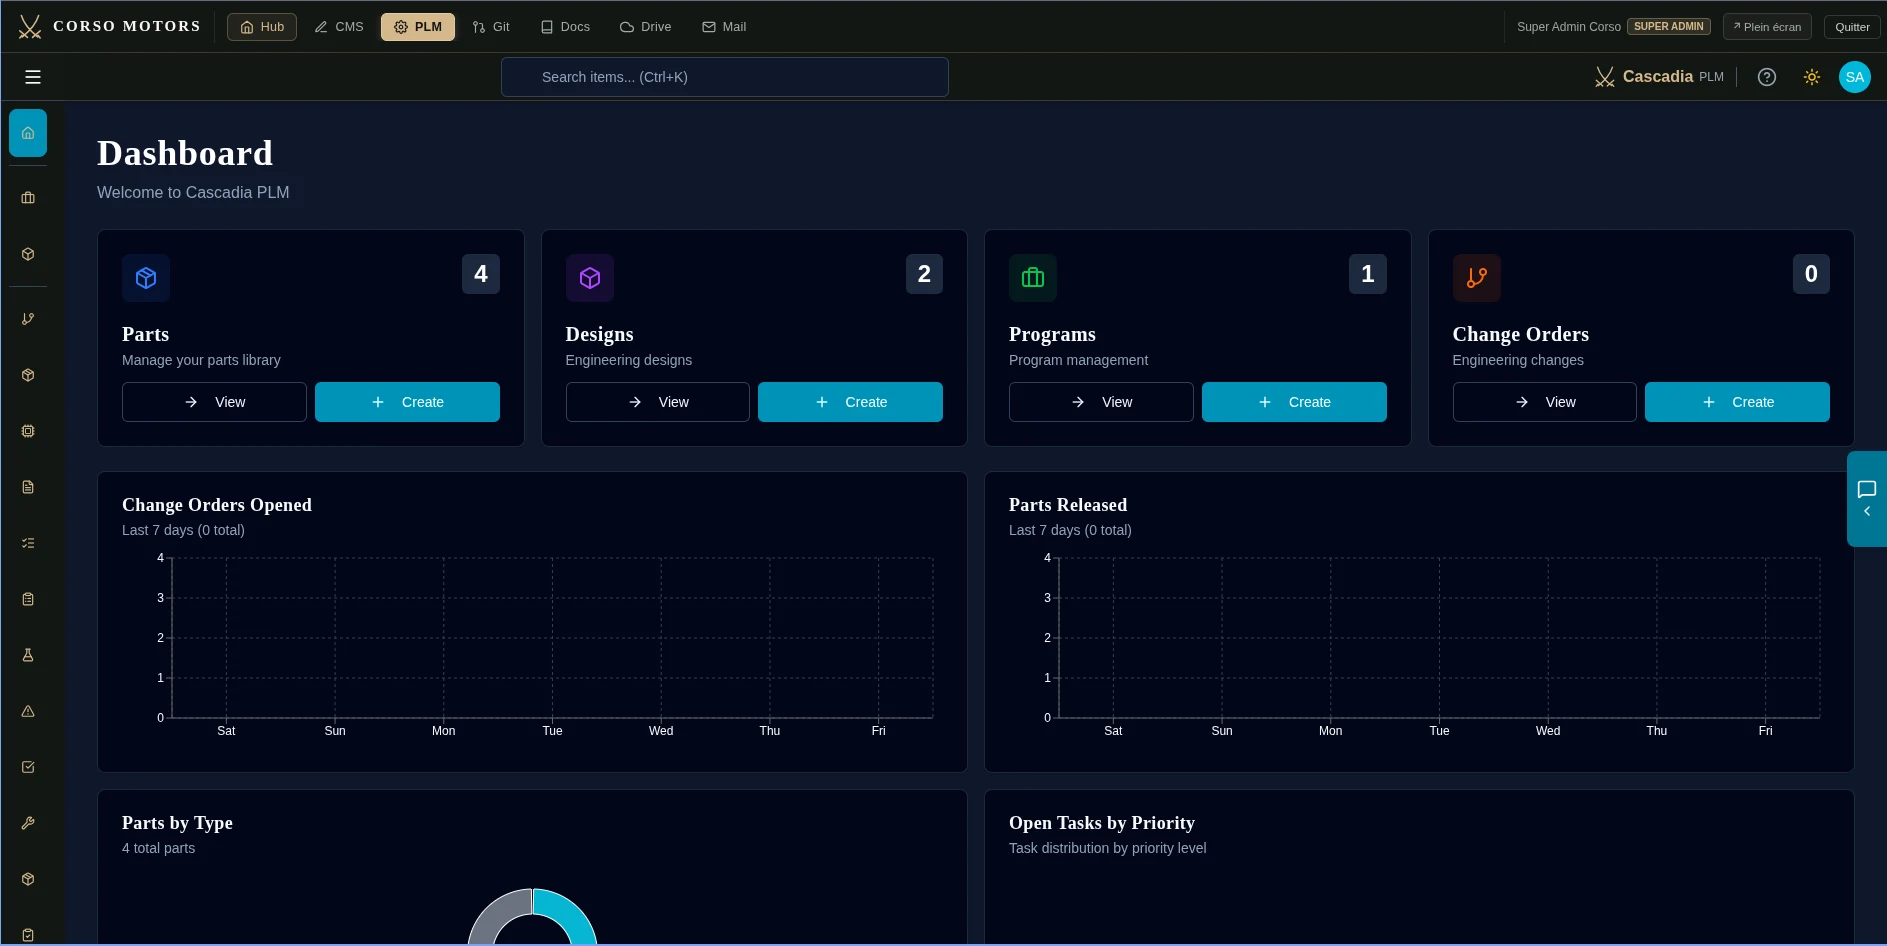 CORSO MOTORS Hub CMS PLM Git Docs Drive Mail Super Admin Corso SUPER ADMIN Plein écran Quitter
Search items... (Ctrl+K) Cascadia PLM SA
Dashboard
Welcome to Cascadia PLM
4 2 1 0
Parts Designs Programs Change Orders
Manage your parts library Engineering designs Program management Engineering changes
View Create View Create View Create View Create
Change Orders Opened
Last 7 days (0 total)
4
3
2
1
0
Sat Sun Mon Tue Wed Thu Fri
Parts Released
Last 7 days (0 total)
4
3
2
1
0
Sat Sun Mon Tue Wed Thu Fri
Parts by Type
4 total parts
Open Tasks by Priority
Task distribution by priority level